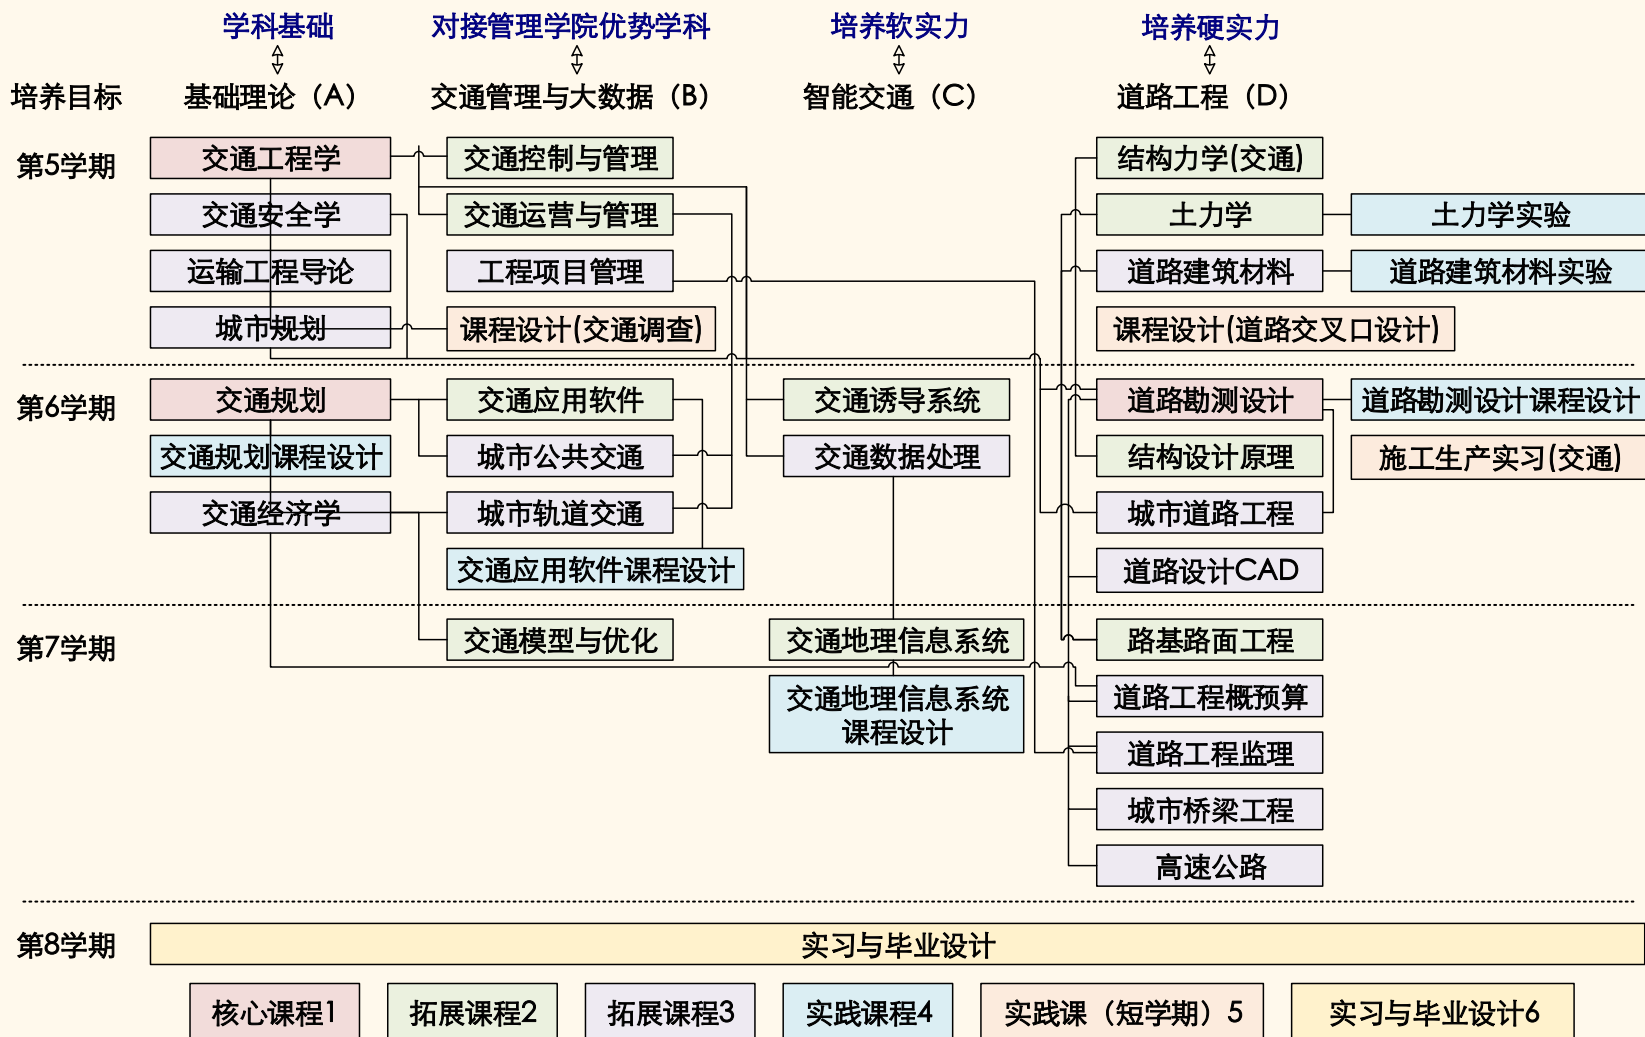 学科基础
对接管理学院优势学科
培养软实力
培养硬实力
培养目标
基础理论（A）
交通管理与大数据（B）
智能交通（C）
道路工程（D）
第5学期
交通工程学
交通控制与管理
结构力学(交通)
交通安全学
交通运营与管理
土力学
土力学实验
运输工程导论
工程项目管理
道路建筑材料
道路建筑材料实验
城市规划
课程设计(交通调查)
课程设计(道路交叉口设计)
第6学期
交通规划
交通应用软件
交通诱导系统
道路勘测设计
道路勘测设计课程设计
交通规划课程设计
城市公共交通
交通数据处理
结构设计原理
施工生产实习(交通)
交通经济学
城市轨道交通
城市道路工程
交通应用软件课程设计
道路设计CAD
第7学期
交通模型与优化
交通地理信息系统
路基路面工程
交通地理信息系统
课程设计
道路工程概预算
道路工程监理
城市桥梁工程
高速公路
第8学期
实习与毕业设计
核心课程1
拓展课程2
拓展课程3
实践课程4
实践课（短学期）5
实习与毕业设计6